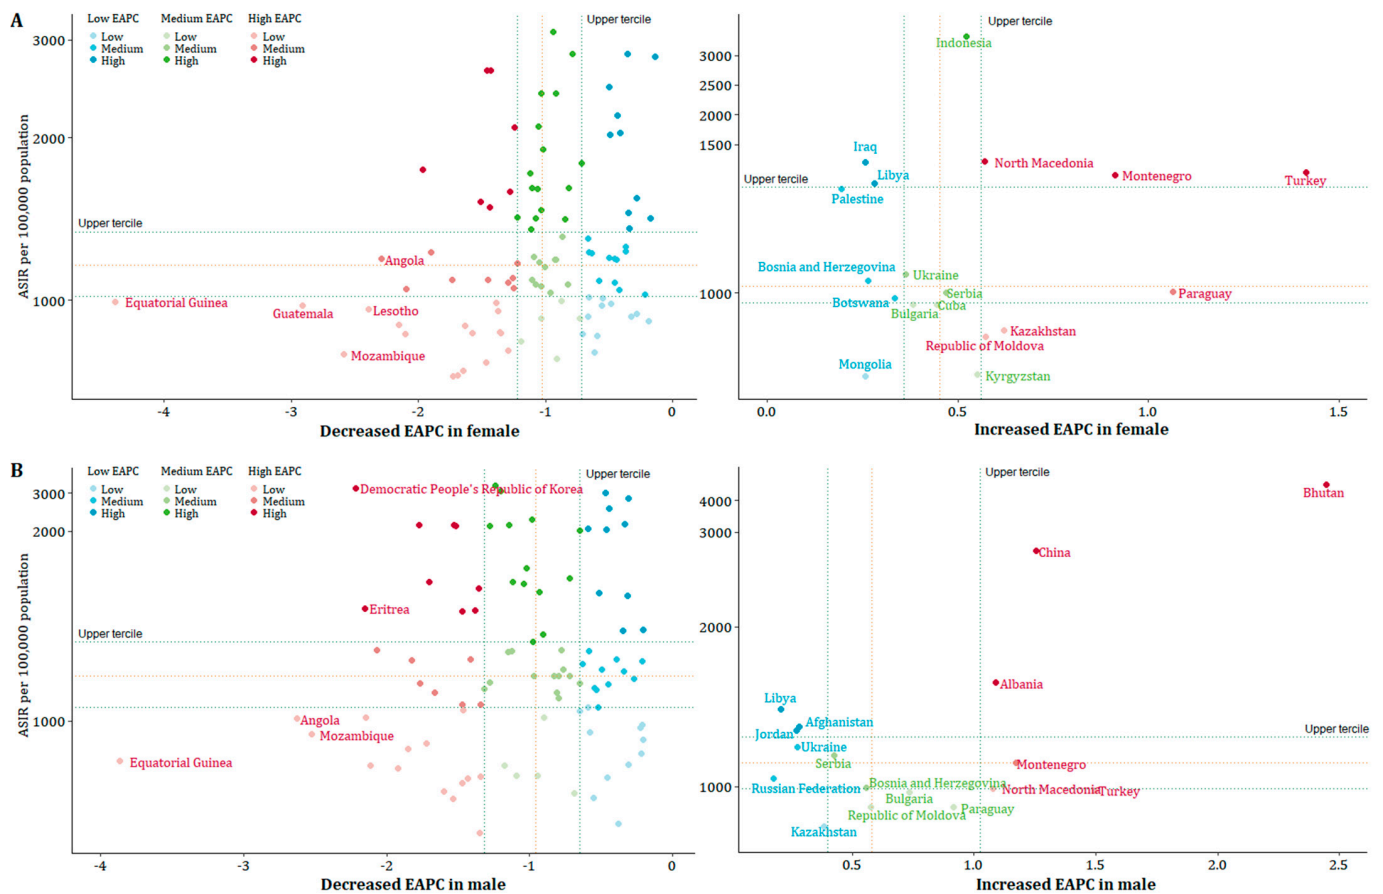 A
Low EAPC Medium EAPC High EAPC
Low Low Low
Medium Medium Medium
High High High
Upper tercile
3000
2000
1000
ASIR per 100,000 population
Upper tercile
Angola
Equatorial Guinea
Guatemala
Lesotho
Mozambique
-4 -3 -2 -1 0
Decreased EAPC in female
Upper tercile
Indonesia
3000
2500
2000
1500
1000
Iraq
North Macedonia
Libya
Montenegro
Turkey
Upper tercile
Palestine
Bosnia and Herzegovina
Ukraine
Serbia
Paraguay
Botswana
Cuba
Bulgaria
Kazakhstan
Republic of Moldova
Mongolia
Kyrgyzstan
0.0 0.5 1.0 1.5
Increased EAPC in female
B
Low EAPC Medium EAPC High EAPC
Low Low Low
Medium Medium Medium
High High High
Upper tercile
3000
2000
1000
ASIR per 100,000 population
Democratic People's Republic of Korea
Eritrea
Upper tercile
Angola
Mozambique
Equatorial Guinea
-4 -3 -2 -1 0
Decreased EAPC in male
Upper tercile
4000
3000
2000
1000
Bhutan
China
Albania
Libya
Afghanistan
Jordan
Upper tercile
Ukraine
Serbia
Montenegro
Russian Federation
Bosnia and Herzegovina
North Macedonia
Turkey
Bulgaria
Republic of Moldova
Paraguay
Kazakhstan
0.5 1.0 1.5 2.0 2.5
Increased EAPC in male